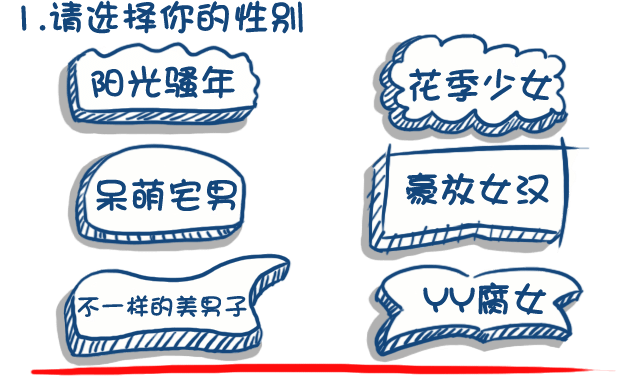 1.请选择你的性别
阳光骚年
花季少女
呆萌宅男
豪放女汉
不一样的美男子
YY腐女